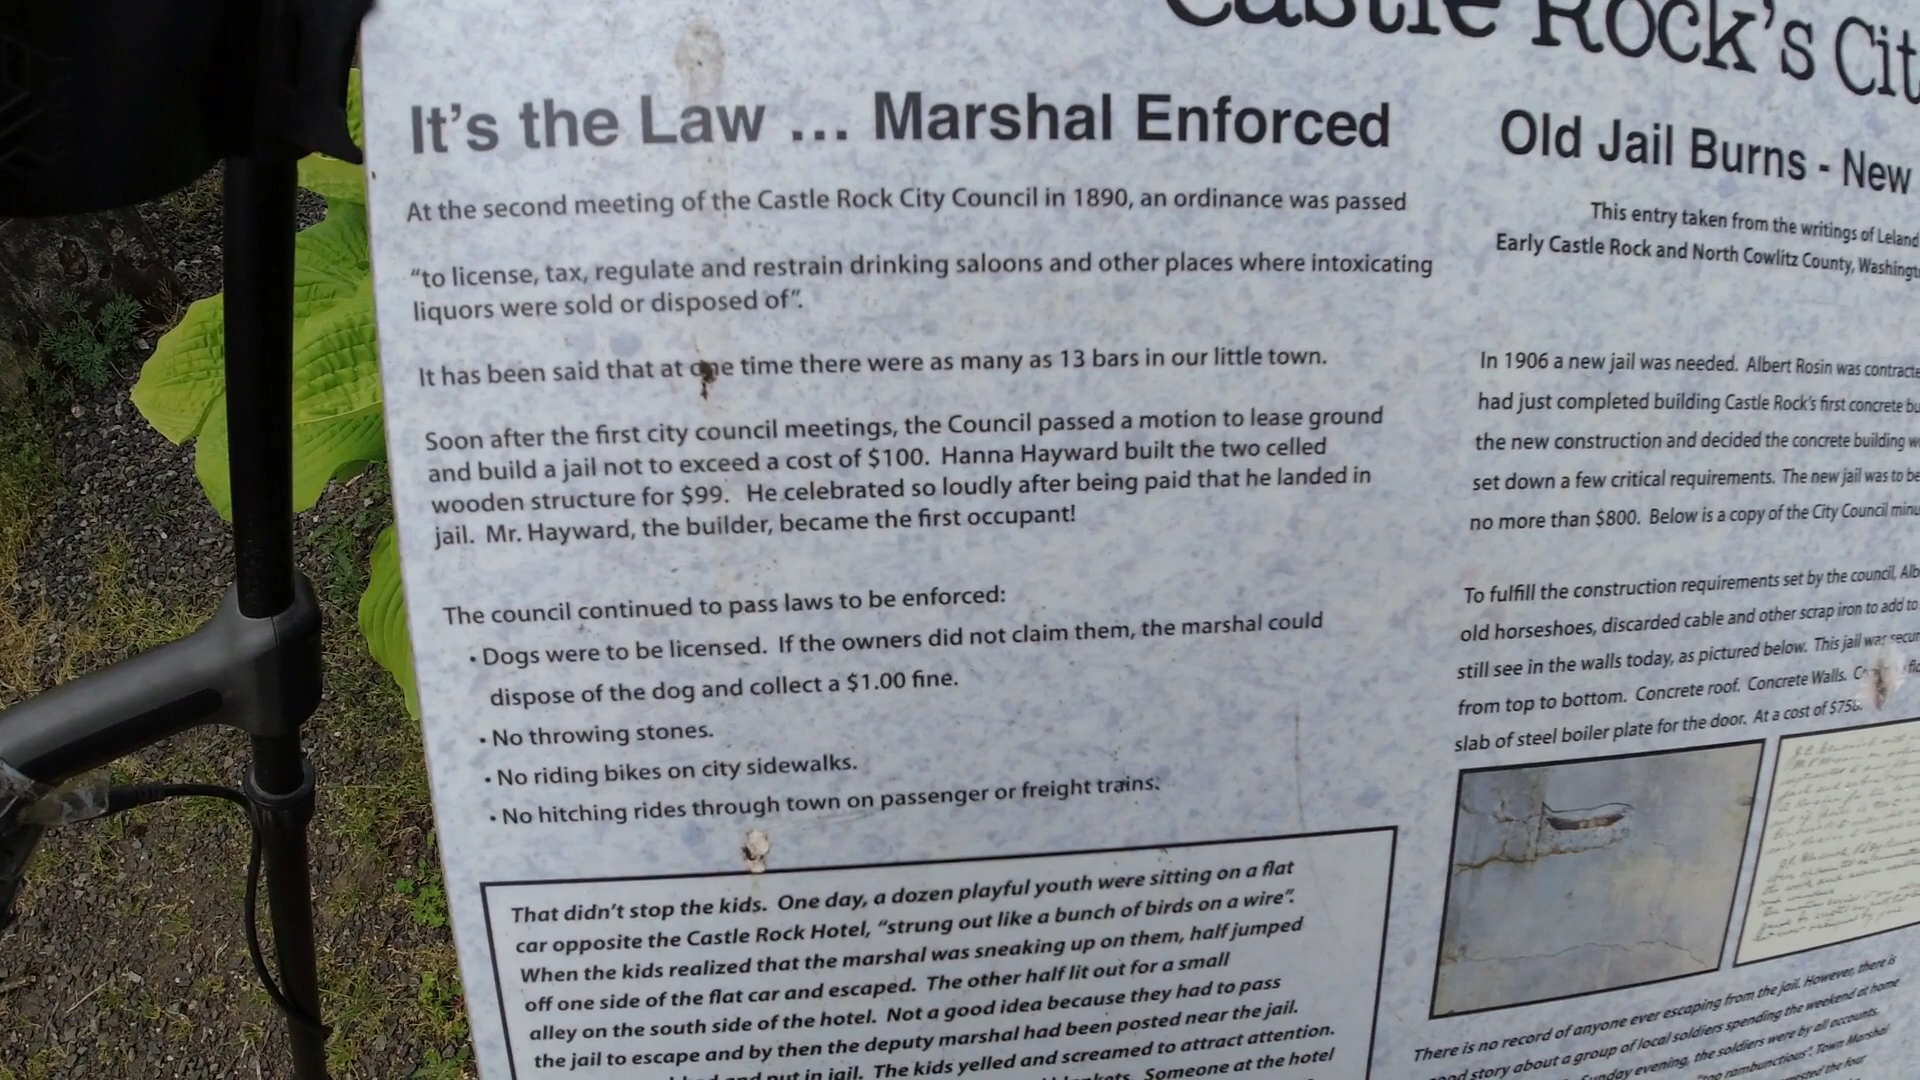 Castle Rock's Cit
It's the Law ... Marshal Enforced
At the second meeting of the Castle Rock City Council in 1890, an ordinance was passed
“to license, tax, regulate and restrain drinking saloons and other places where intoxicating
liquors were sold or disposed of”.
It has been said that at one time there were as many as 13 bars in our little town.
Soon after the first city council meetings, the Council passed a motion to lease ground
and build a jail not to exceed a cost of $100. Hanna Hayward built the two celled
wooden structure for $99. He celebrated so loudly after being paid that he landed in
jail. Mr. Hayward, the builder, became the first occupant!
The council continued to pass laws to be enforced:
• Dogs were to be licensed. If the owners did not claim them, the marshal could
dispose of the dog and collect a $1.00 fine.
• No throwing stones.
• No riding bikes on city sidewalks.
• No hitching rides through town on passenger or freight trains.
That didn't stop the kids. One day, a dozen playful youth were sitting on a flat
car opposite the Castle Rock Hotel, “strung out like a bunch of birds on a wire”.
When the kids realized that the marshal was sneaking up on them, half jumped
off one side of the flat car and escaped. The other half lit out for a small
alley on the south side of the hotel. Not a good idea because they had to pass
the jail to escape and by then the deputy marshal had been posted near the jail.
and put in jail. The kids yelled and screamed to attract attention.
Someone at the hotel
Old Jail Burns - New
This entry taken from the writings of Leland
Early Castle Rock and North Cowlitz County, Washingt
In 1906 a new jail was needed. Albert Rosin was contracte
had just completed building Castle Rock's first concrete bu
the new construction and decided the concrete building w
set down a few critical requirements. The new jail was to be
no more than $800. Below is a copy of the City Council minu
To fulfill the construction requirements set by the council, Alb
old horseshoes, discarded cable and other scrap iron to add to
still see in the walls today, as pictured below. This jail was secur
from top to bottom. Concrete roof. Concrete Walls.
slab of steel boiler plate for the door. At a cost of
There is no record of anyone ever escaping from the jail. However, there is
good story about a group of local soldiers spending the weekend at home
Sunday evening, the soldiers were by all accounts,
“too rambunctious”. Town Marshal
the four